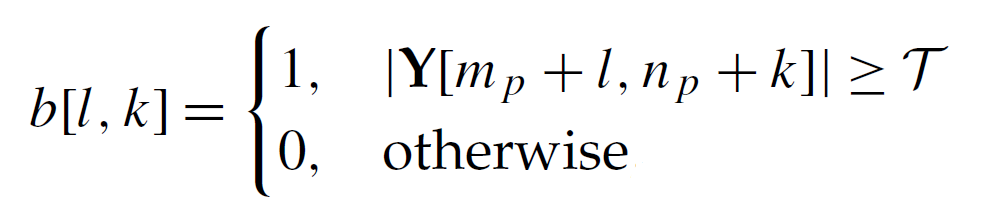 b[l, k] = { 1, |Y[m_p + l, n_p + k]| ≥ 𝒯
0, otherwise